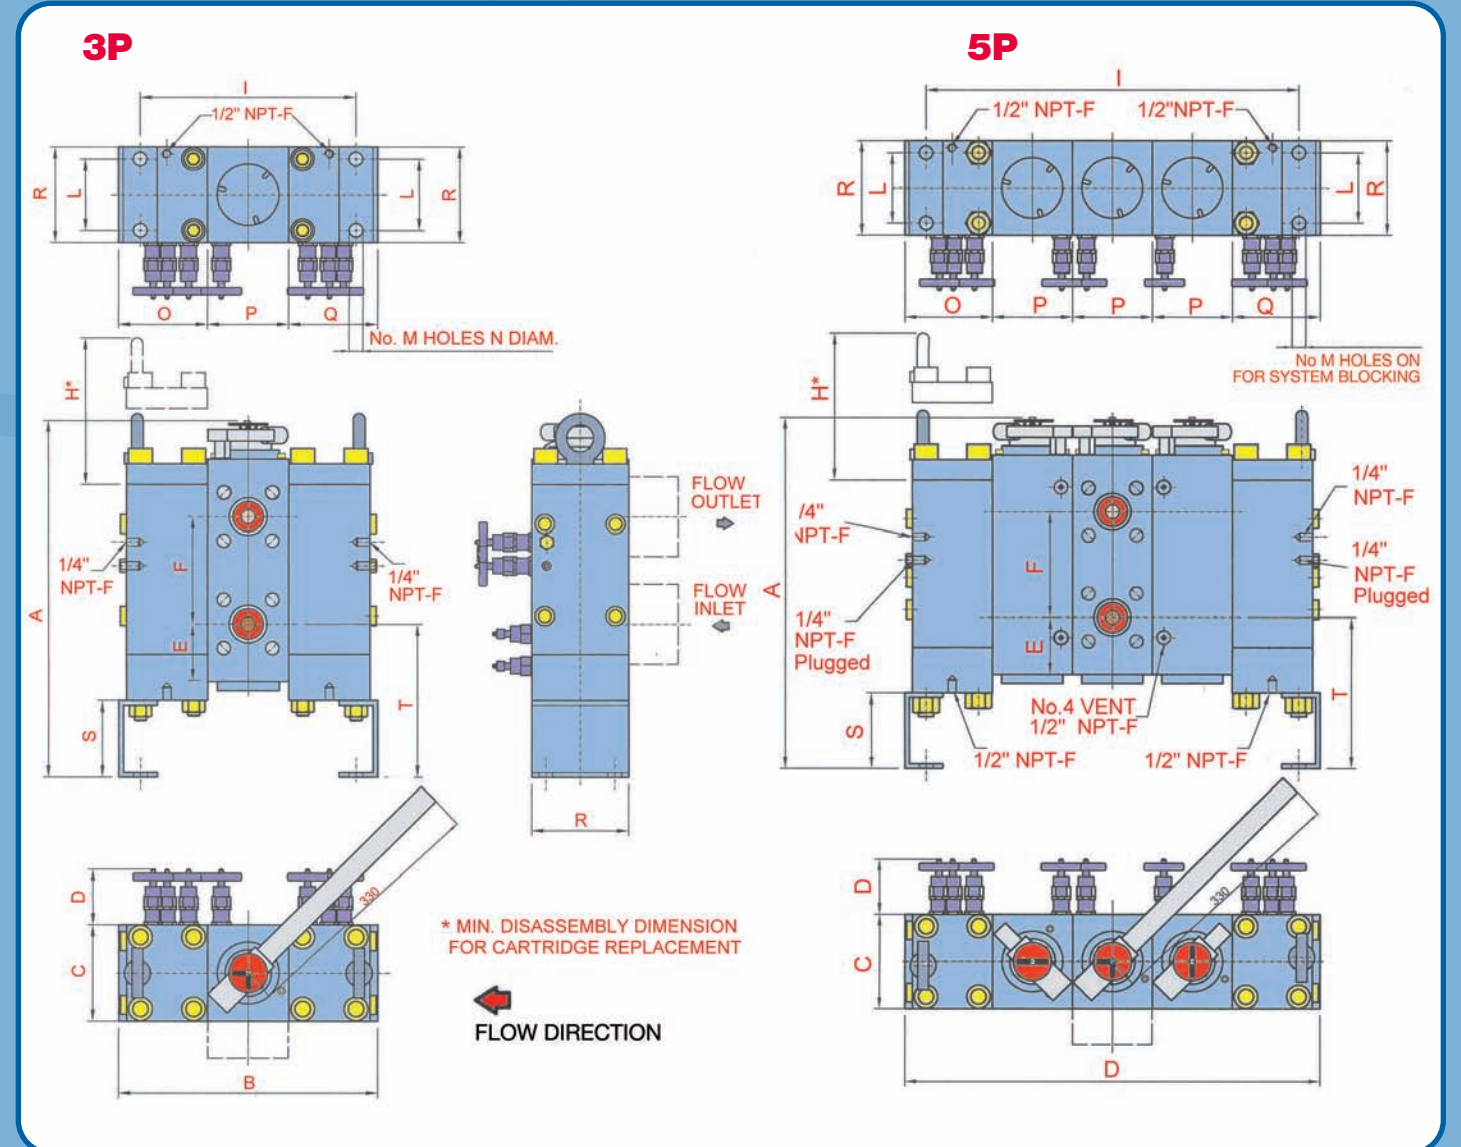 3P
I
1/2" NPT-F
R
L
L
R
O
P
Q
No. M HOLES N DIAM.
H*
A
F
E
1/4"
NPT-F
1/4"
NPT-F
S
T
FLOW
OUTLET
FLOW
INLET
R
D
C
330
B
* MIN. DISASSEMBLY DIMENSION
FOR CARTRIDGE REPLACEMENT
FLOW DIRECTION
5P
I
1/2" NPT-F
1/2"NPT-F
R
L
L
R
O
P
P
P
Q
No M HOLES ON
FOR SYSTEM BLOCKING
H*
A
F
E
/4"
NPT-F
1/4"
NPT-F
Plugged
1/4"
NPT-F
1/4"
NPT-F
Plugged
No.4 VENT
1/2" NPT-F
S
T
1/2" NPT-F
1/2" NPT-F
D
C
330
D